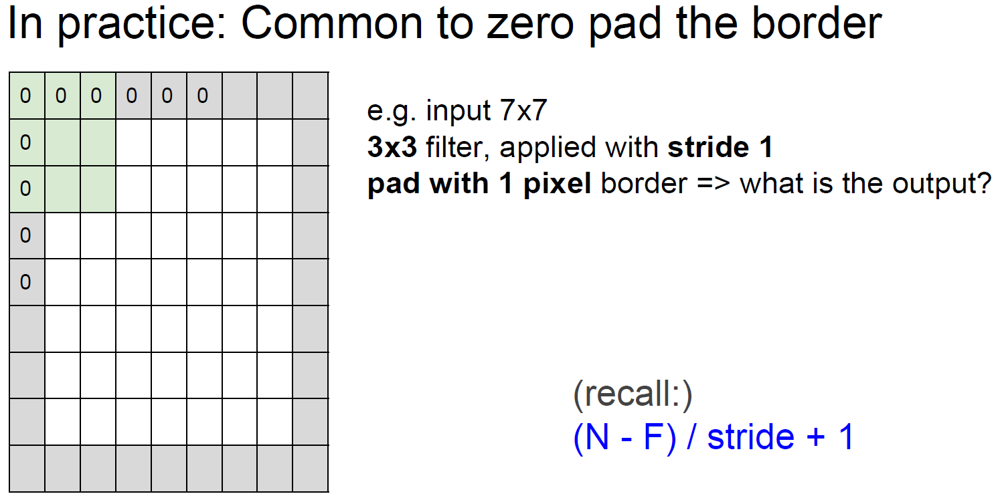 In practice: Common to zero pad the border
0 0 0 0 0 0
0
0
0
0
e.g. input 7x7
3x3 filter, applied with stride 1
pad with 1 pixel border => what is the output?
(recall:)
(N - F) / stride + 1